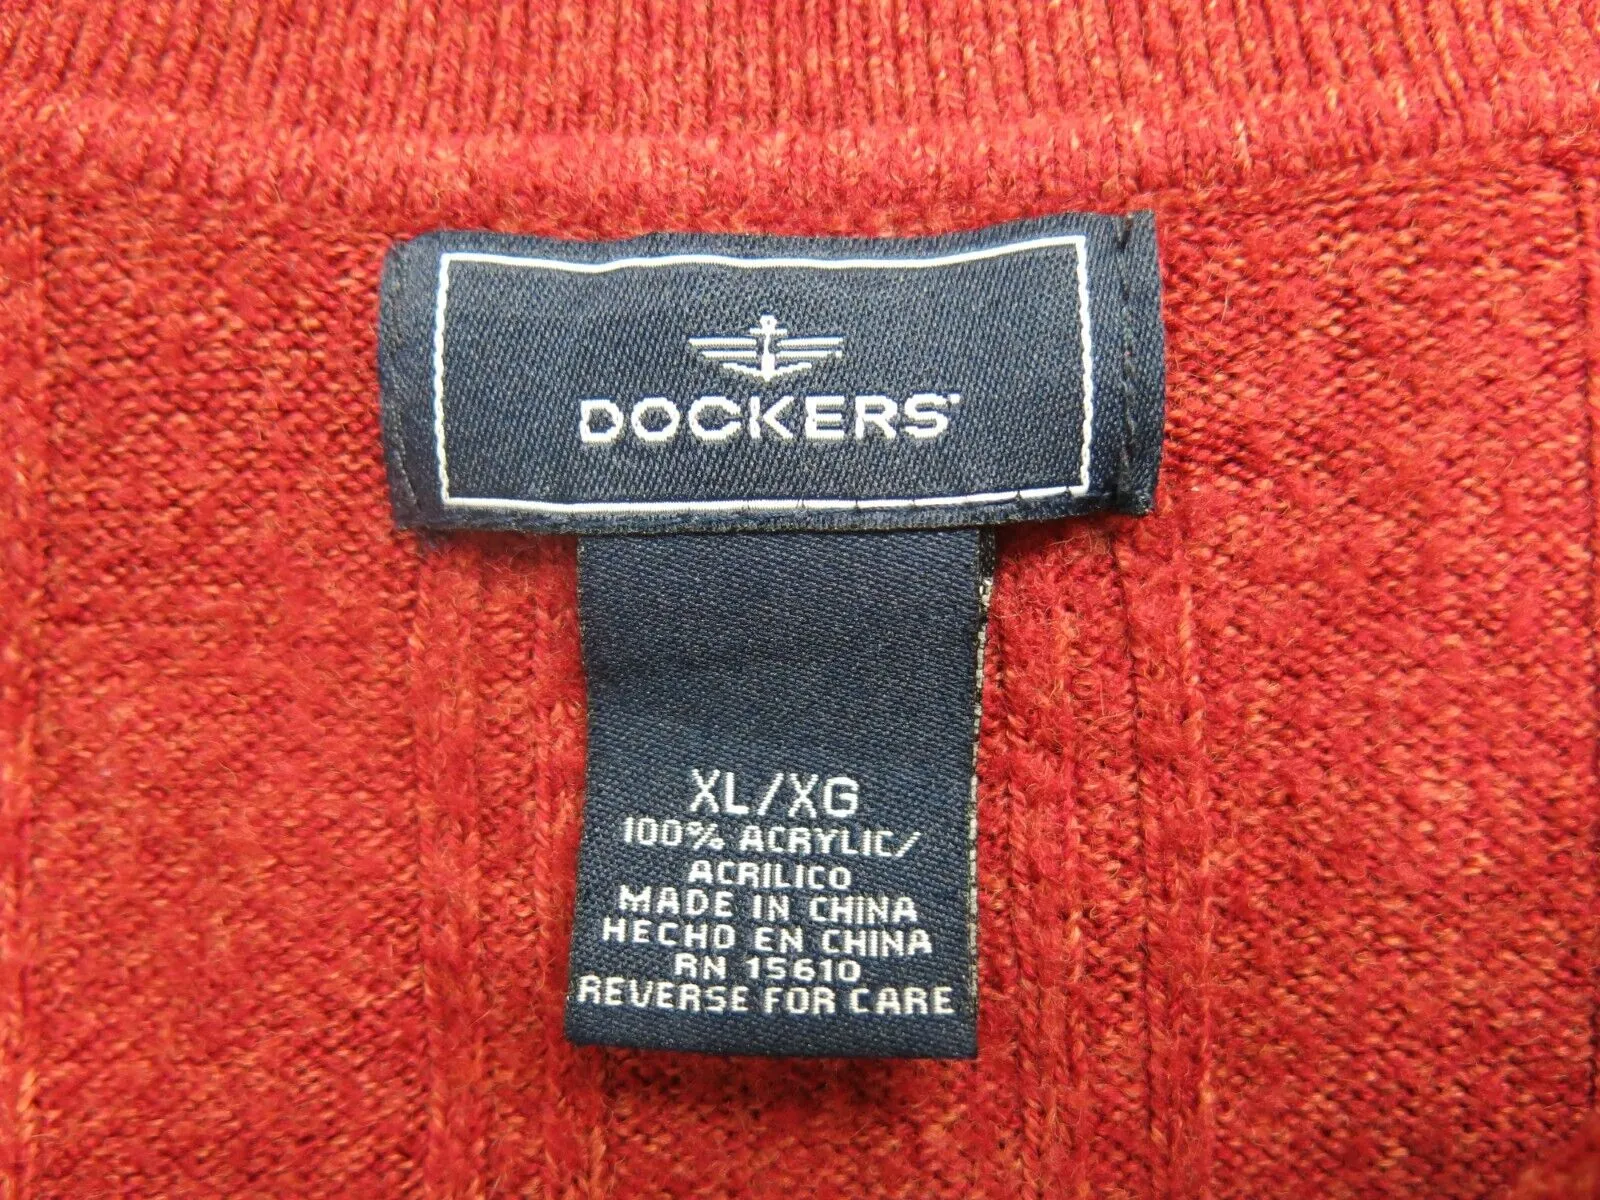 DOCKERS
XL/XG
100% ACRYLIC/
ACRILICO
MADE IN CHINA
HECHO EN CHINA
RN 15610
REVERSE FOR CARE